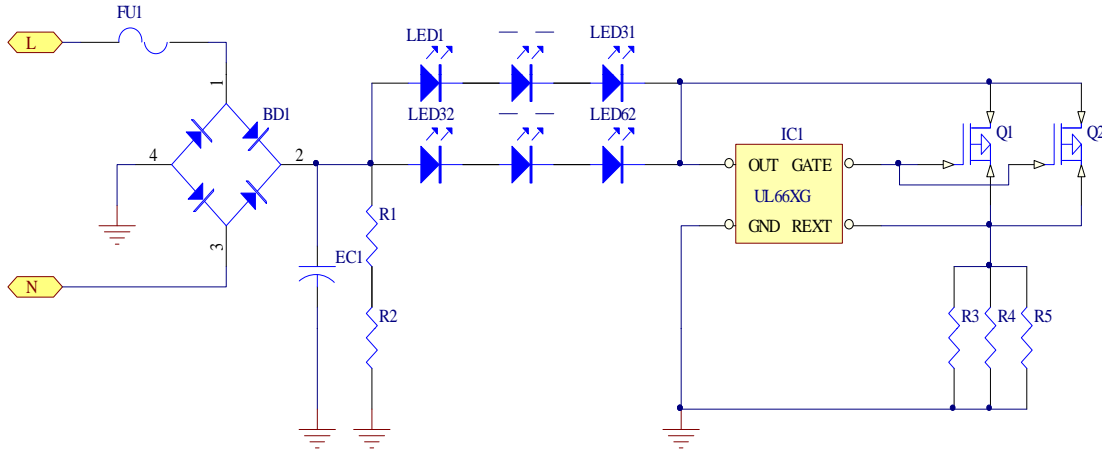 FU1
L
LED1
LED31
1
BD1
LED32
LED62
IC1
Q1
Q2
4
2
OUT GATE
UL66XG
GND REXT
R1
3
EC1
N
R2
R3
R4
R5